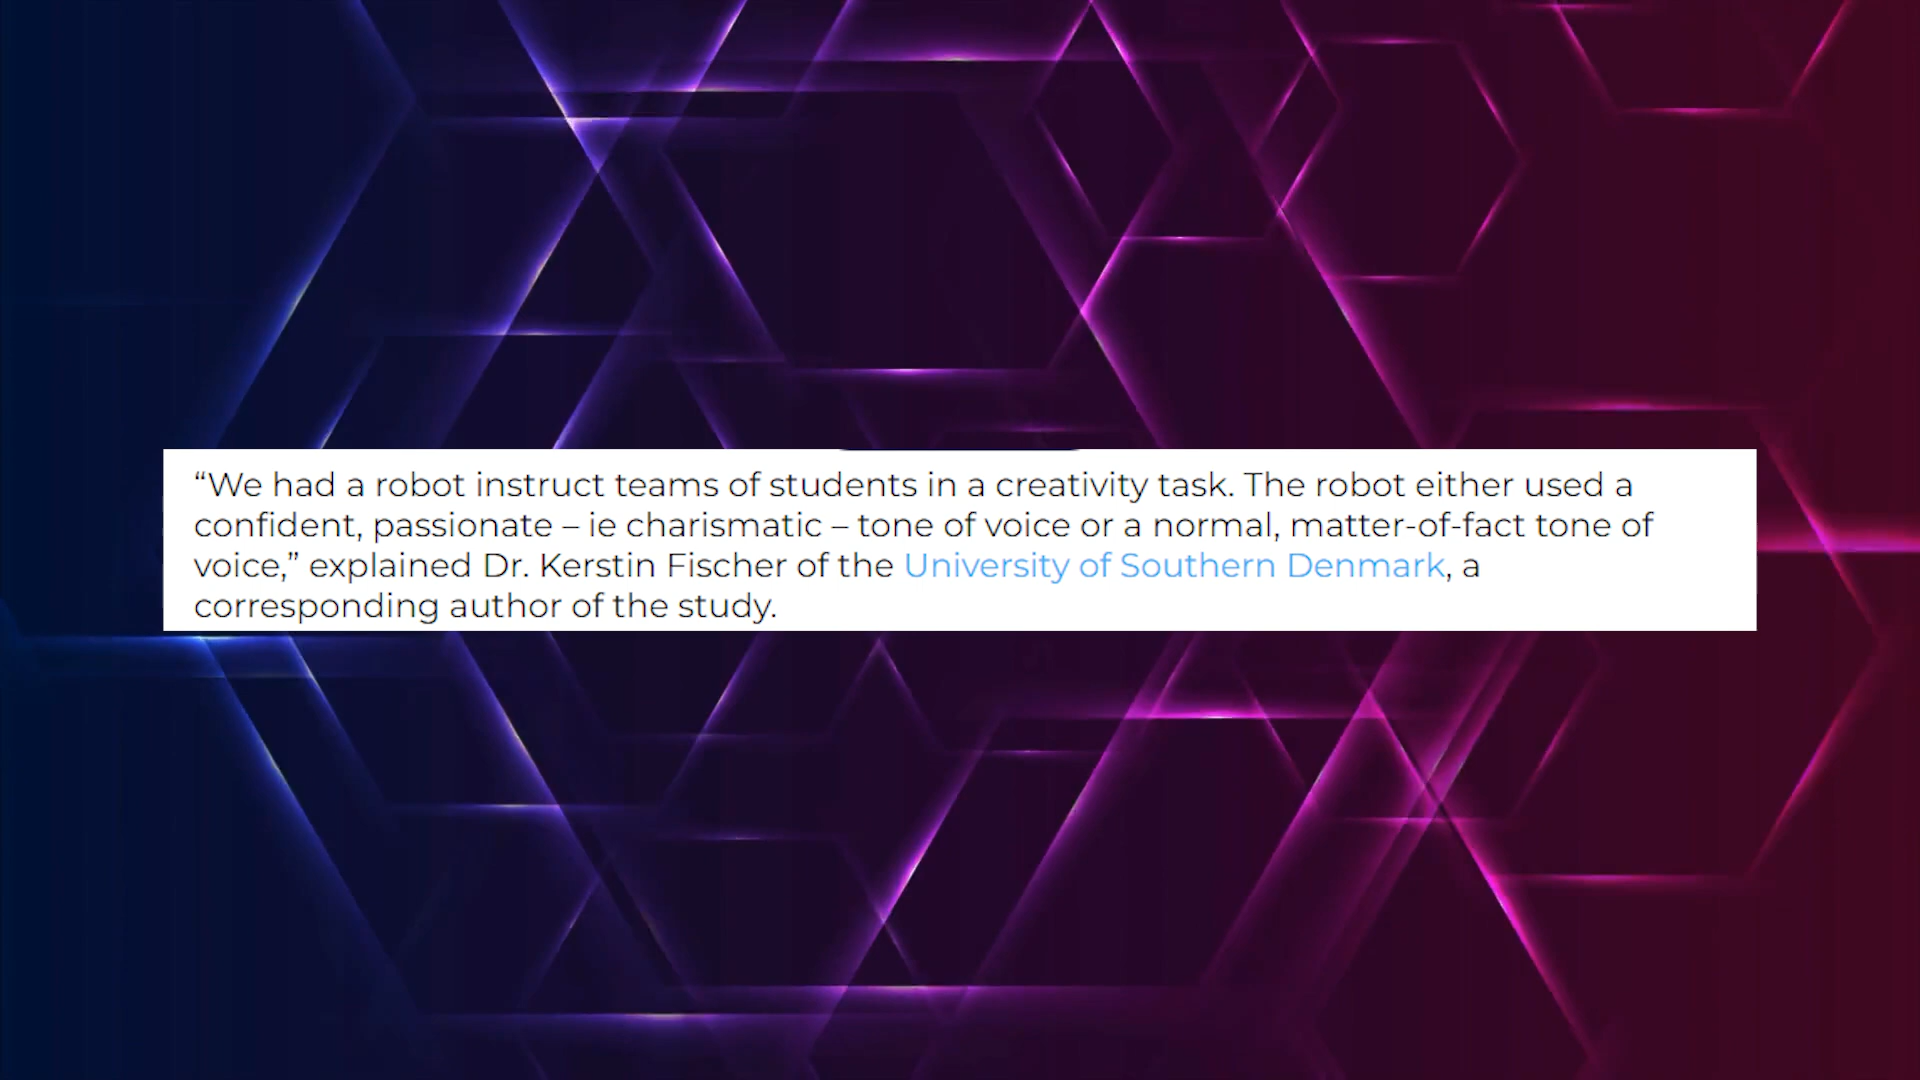 “We had a robot instruct teams of students in a creativity task. The robot either used a
confident, passionate – ie charismatic – tone of voice or a normal, matter-of-fact tone of
voice,” explained Dr. Kerstin Fischer of the University of Southern Denmark, a
corresponding author of the study.